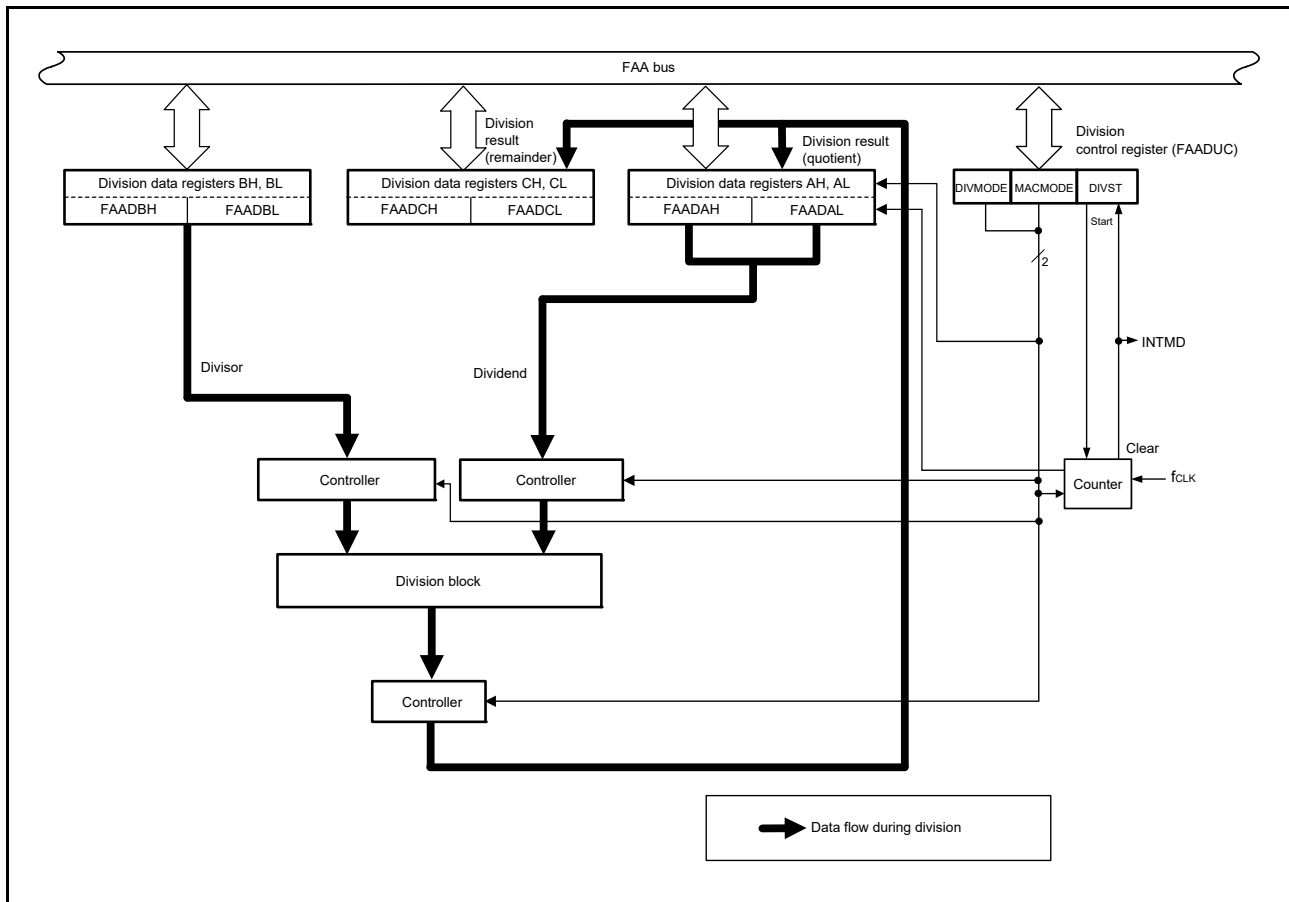 FAA bus
Division
result
(remainder)
Division result
(quotient)
Division
control register (FAADUC)
Division data registers BH, BL
FAADBH
FAADBL
Division data registers CH, CL
FAADCH
FAADCL
Division data registers AH, AL
FAADAH
FAADAL
DIVMODE
MACMODE
DIVST
Start
2
INTMD
Divisor
Dividend
Clear
Controller
Controller
Counter
fCLK
Division block
Controller
Data flow during division